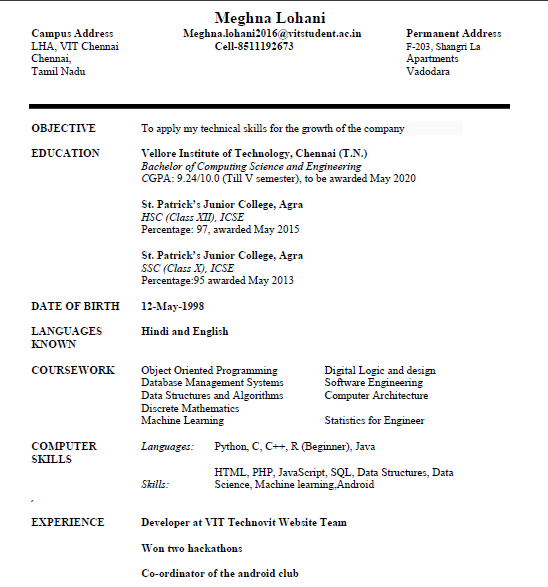 Meghna Lohani
Campus Address Meghna.lohani2016@vitstudent.ac.in Permanent Address
LHA, VIT Chennai Cell-8511192673 F-203, Shangri La
Chennai, Apartments
Tamil Nadu Vadodara
OBJECTIVE To apply my technical skills for the growth of the company
EDUCATION Vellore Institute of Technology, Chennai (T.N.)
Bachelor of Computing Science and Engineering
CGPA: 9.24/10.0 (Till V semester), to be awarded May 2020
St. Patrick's Junior College, Agra
HSC (Class XII), ICSE
Percentage: 97, awarded May 2015
St. Patrick's Junior College, Agra
SSC (Class X), ICSE
Percentage:95 awarded May 2013
DATE OF BIRTH 12-May-1998
LANGUAGES Hindi and English
KNOWN
COURSEWORK Object Oriented Programming Digital Logic and design
Database Management Systems Software Engineering
Data Structures and Algorithms Computer Architecture
Discrete Mathematics
Machine Learning Statistics for Engineer
COMPUTER Languages: Python, C, C++, R (Beginner), Java
SKILLS
HTML, PHP, JavaScript, SQL, Data Structures, Data
Skills: Science, Machine learning,Android
EXPERIENCE Developer at VIT Technovit Website Team
Won two hackathons
Co-ordinator of the android club